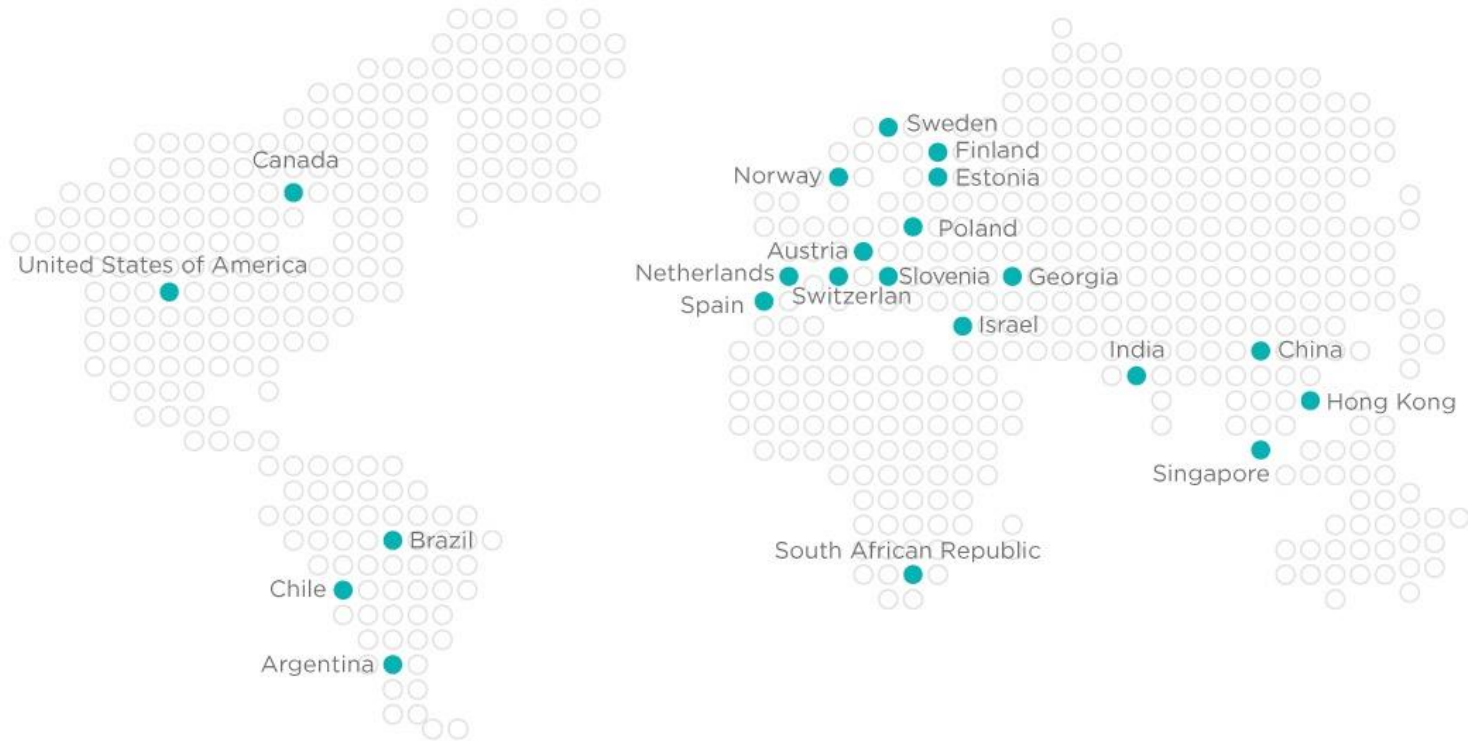 Sweden
Canada
Finland
Norway
Estonia
Poland
Austria
United States of America
Netherlands
Switzerlan
Slovenia
Georgia
Spain
Israel
India
China
Hong Kong
Singapore
Brazil
South African Republic
Chile
Argentina